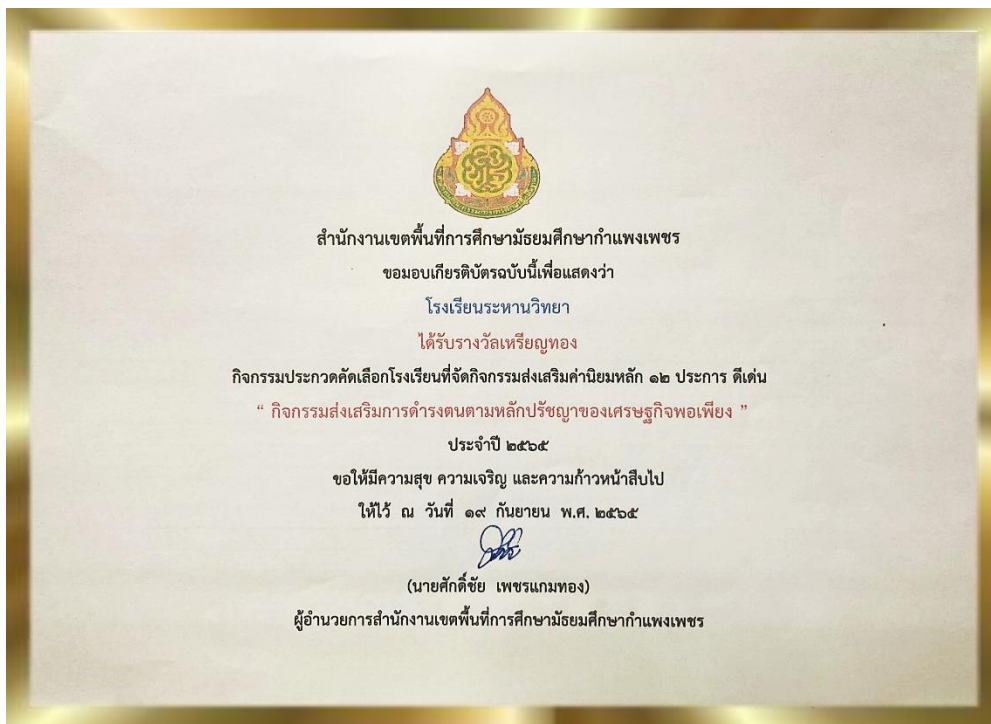 สำนักงานเขตพื้นที่การศึกษามัธยมศึกษากำแพงเพชร
ขอมอบเกียรติบัตรฉบับนี้เพื่อแสดงว่า
โรงเรียนระหานวิทยา
ได้รับรางวัลเหรียญทอง
กิจกรรมประกวดคัดเลือกโรงเรียนที่จัดกิจกรรมส่งเสริมค่านิยมหลัก ๑๒ ประการ ดีเด่น
“ กิจกรรมส่งเสริมการดำรงตนตามหลักปรัชญาของเศรษฐกิจพอเพียง ”
ประจำปี ๒๕๖๕
ขอให้มีความสุข ความเจริญ และความก้าวหน้าสืบไป
ให้ไว้ ณ วันที่ ๑๙ กันยายน พ.ศ. ๒๕๖๕
(นายศักดิ์ชัย เพชรแกมทอง)
ผู้อำนวยการสำนักงานเขตพื้นที่การศึกษามัธยมศึกษากำแพงเพชร